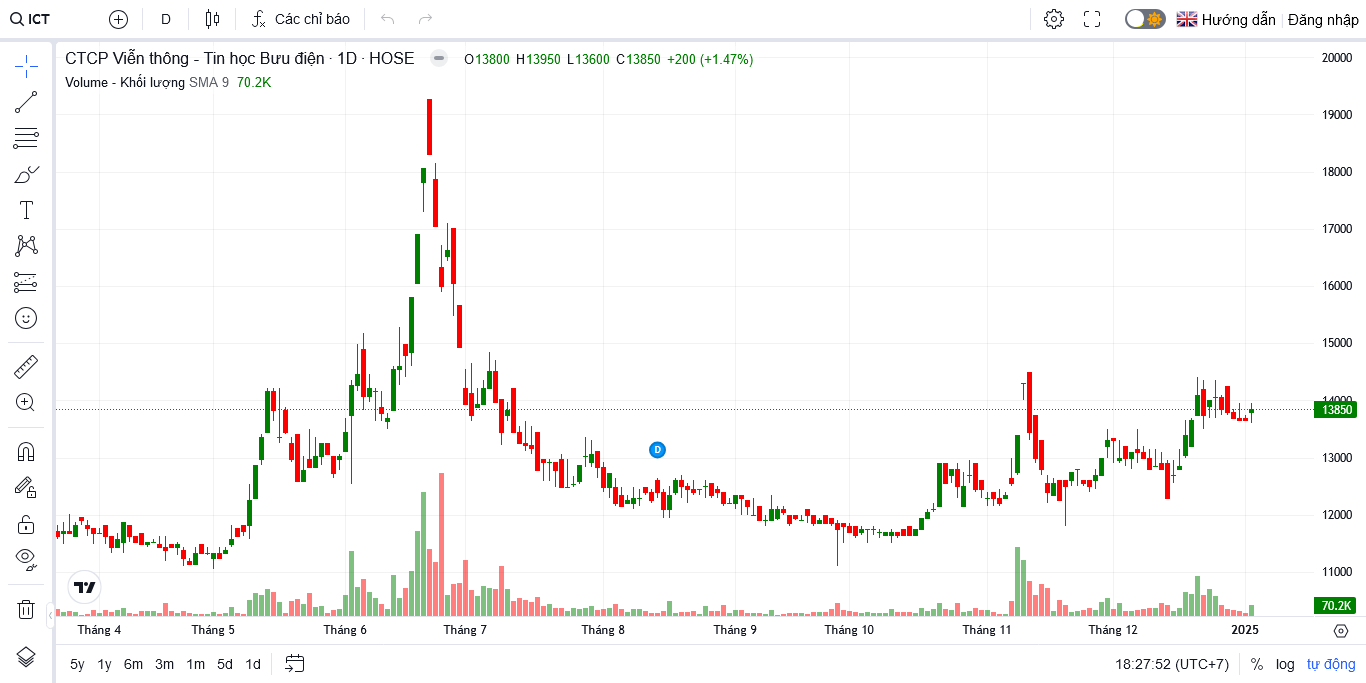 ICT D Các chỉ báo Hướng dẫn Đăng nhập
CTCP Viễn thông - Tin học Bưu điện · 1D · HOSE O13800 H13950 L13600 C13850 +200 (+1.47%)
Volume - Khối lượng SMA 9 70.2K
20000
19000
18000
17000
16000
15000
14000
13850
13000
D
12000
11000
70.2K
Tháng 4 Tháng 5 Tháng 6 Tháng 7 Tháng 8 Tháng 9 Tháng 10 Tháng 11 Tháng 12 2025
5y 1y 6m 3m 1m 5d 1d 18:27:52 (UTC+7) % log tự động